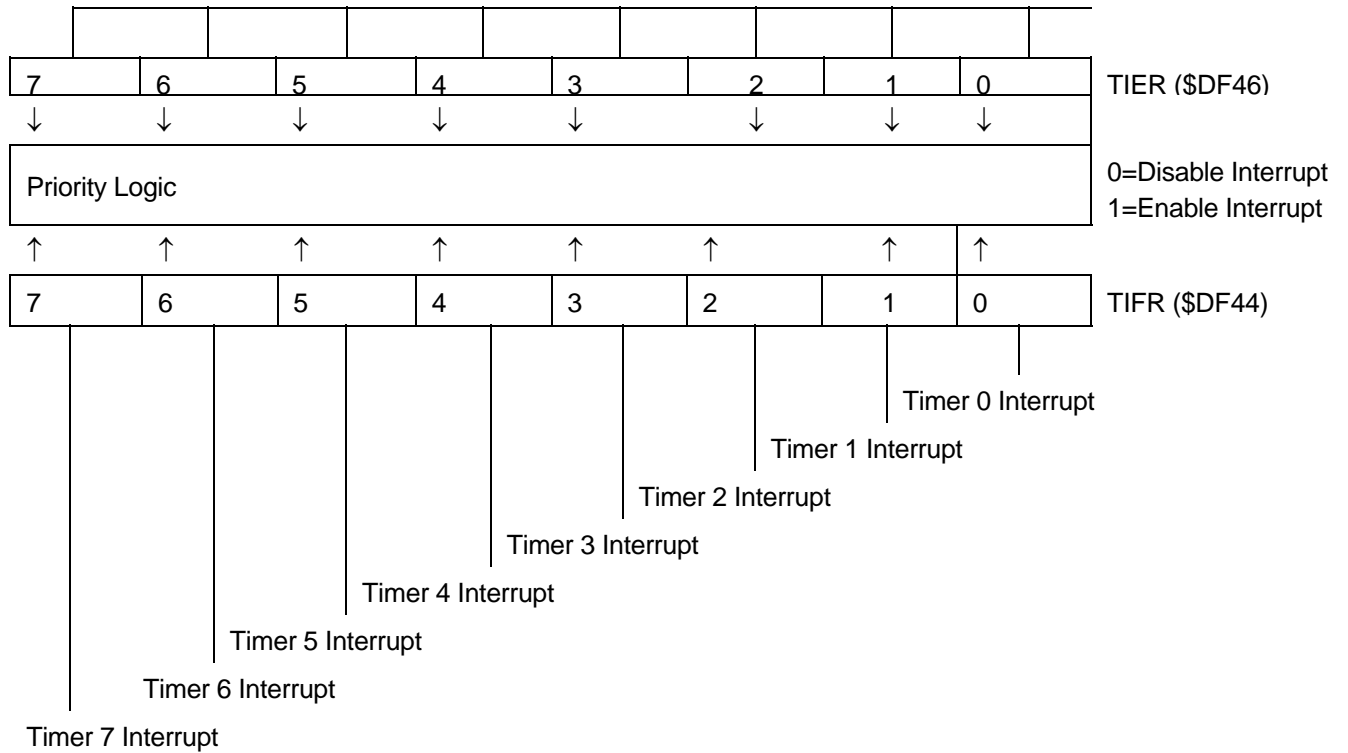 7 6 5 4 3 2 1 0 TIER ($DF46)
↓ ↓ ↓ ↓ ↓ ↓ ↓ ↓
Priority Logic
0=Disable Interrupt
1=Enable Interrupt
↑ ↑ ↑ ↑ ↑ ↑ ↑ ↑
7 6 5 4 3 2 1 0 TIFR ($DF44)
Timer 0 Interrupt
Timer 1 Interrupt
Timer 2 Interrupt
Timer 3 Interrupt
Timer 4 Interrupt
Timer 5 Interrupt
Timer 6 Interrupt
Timer 7 Interrupt